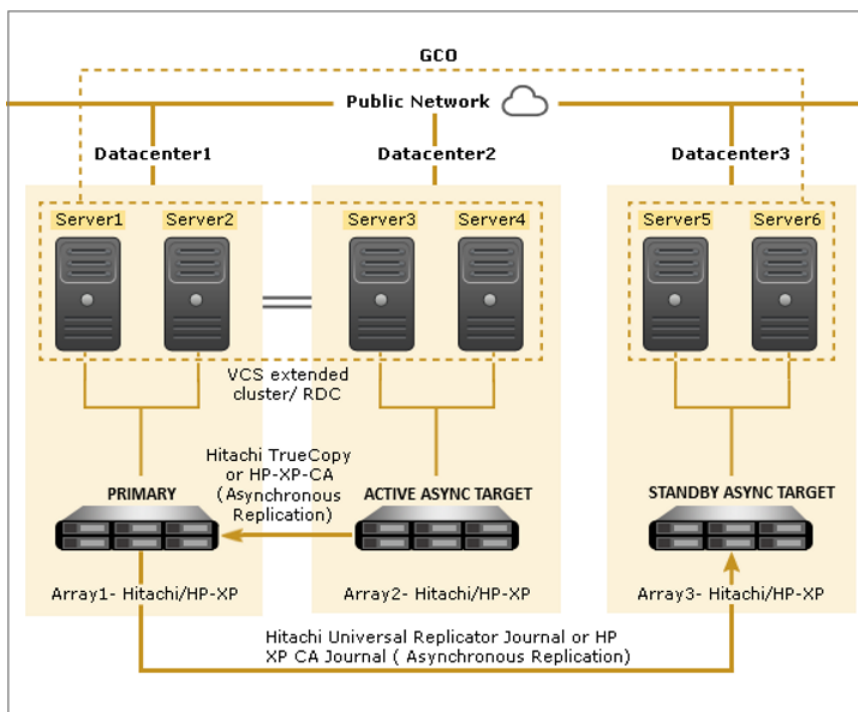 GCO
Public Network
Datacenter1
Datacenter2
Datacenter3
Server1
Server2
Server3
Server4
Server5
Server6
VCS extended
cluster/ RDC
Hitachi TrueCopy
or HP-XP-CA
(Asynchronous
Replication)
PRIMARY
ACTIVE ASYNC TARGET
STANDBY ASYNC TARGET
Array1- Hitachi/HP-XP
Array2- Hitachi/HP-XP
Array3- Hitachi/HP-XP
Hitachi Universal Replicator Journal or HP
XP CA Journal ( Asynchronous Replication)